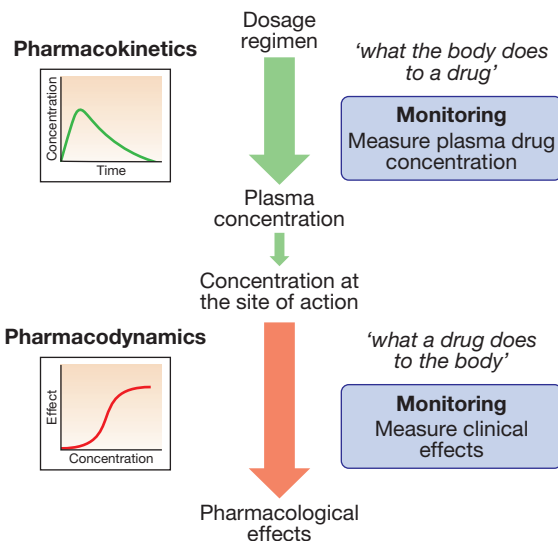 Dosage
regimen
Pharmacokinetics
Concentration
Time
‘what the body does
to a drug’
Monitoring
Measure plasma drug
concentration
Plasma
concentration
Concentration at
the site of action
Pharmacodynamics
Effect
Concentration
‘what a drug does
to the body’
Monitoring
Measure clinical
effects
Pharmacological
effects